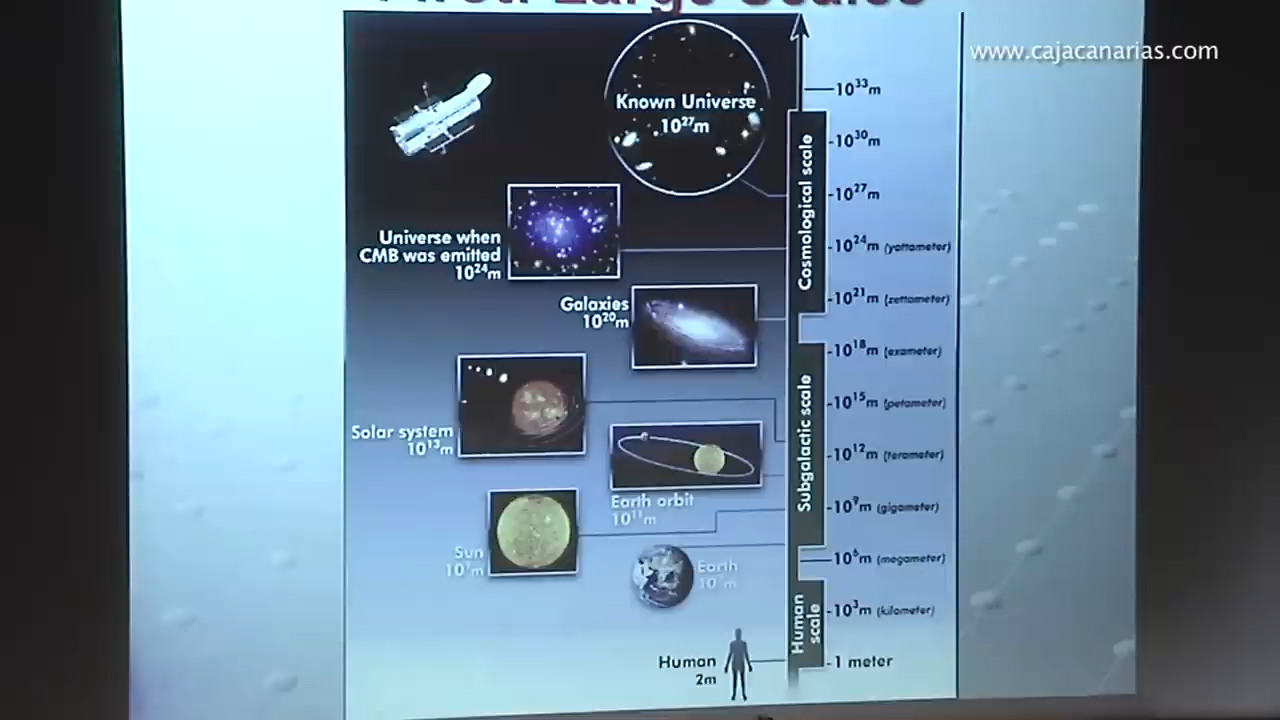 Large Scales
www.cajacanarias.com
Known Universe
10²⁷m
Universe when
CMB was emitted
10²⁴m
Galaxies
10²⁰m
Solar system
10¹³m
Earth orbit
10¹¹m
Sun
Earth
Human
2m
Cosmological scale
Subgalactic scale
Human
scale
10³³m
10³⁰m
10²⁷m
10²⁴m (yottameter)
10²¹m (zettameter)
10¹⁸m (exameter)
10¹⁵m (petameter)
10¹²m (terameter)
10⁹m (gigameter)
10⁶m (megameter)
10³m (kilometer)
1 meter